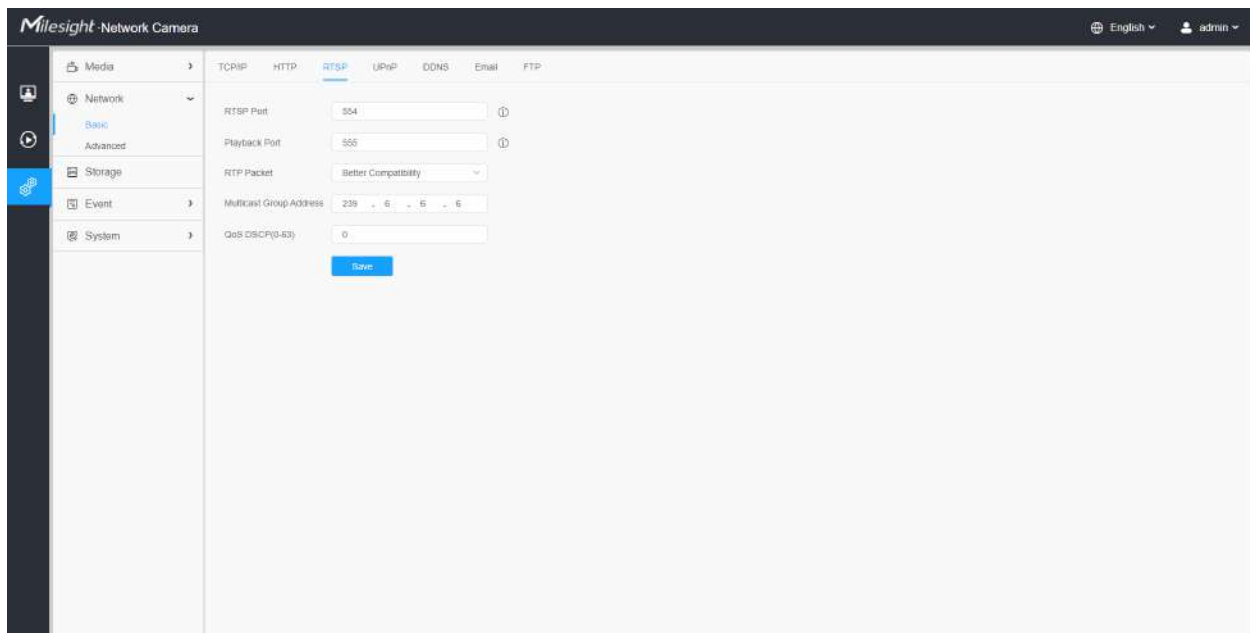 Milesight Network Camera
English
admin
Media
Network
Basic
Advanced
Storage
Event
System
TCP/IP HTTP RTSP UPnP DDNS Email FTP
RTSP Port 554
Playback Port 555
RTP Packet Better Compatibility
Multicast Group Address 239 . 6 . 6 . 6
QoS DSCP(0-63) 0
Save